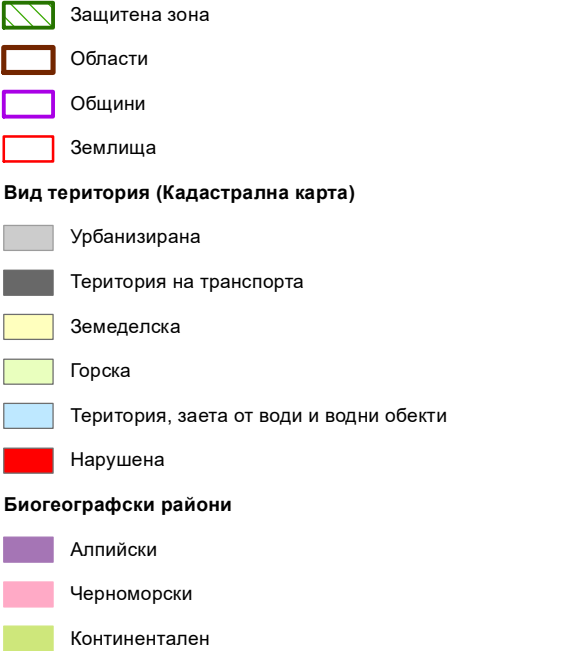 Защитена зона
Области
Общини
Землища
Вид територия (Кадастрална карта)
Урбанизирана
Територия на транспорта
Земеделска
Горска
Територия, заета от води и водни обекти
Нарушена
Биогеографски райони
Алпийски
Черноморски
Континентален